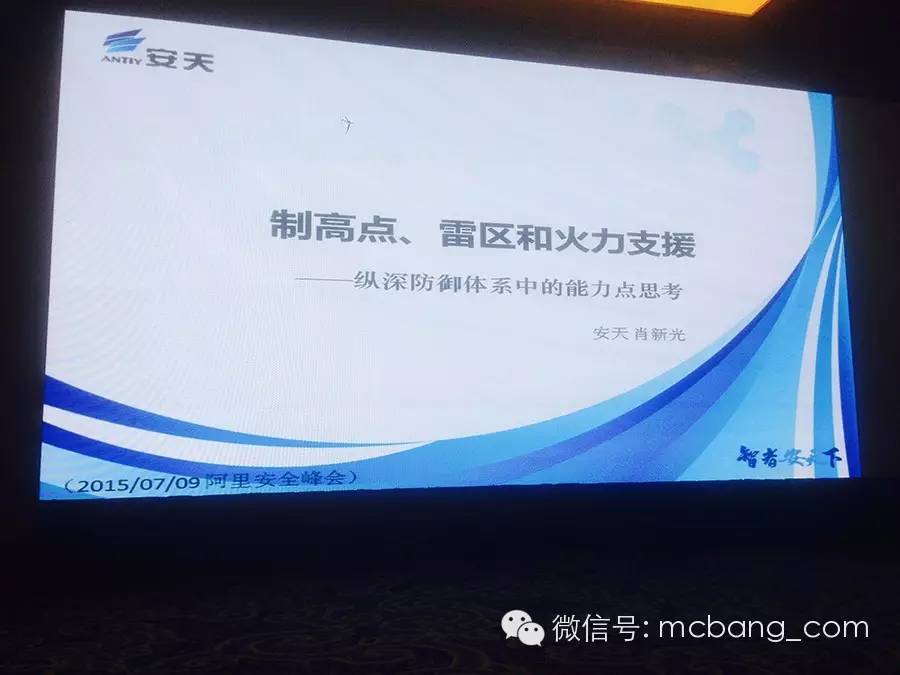 ANTIY 安天
制高点、雷区和火力支援
——纵深防御体系中的能力点思考
安天 肖新光
智者安天下
（2015/07/09 阿里安全峰会）
微信号: mcbang_com